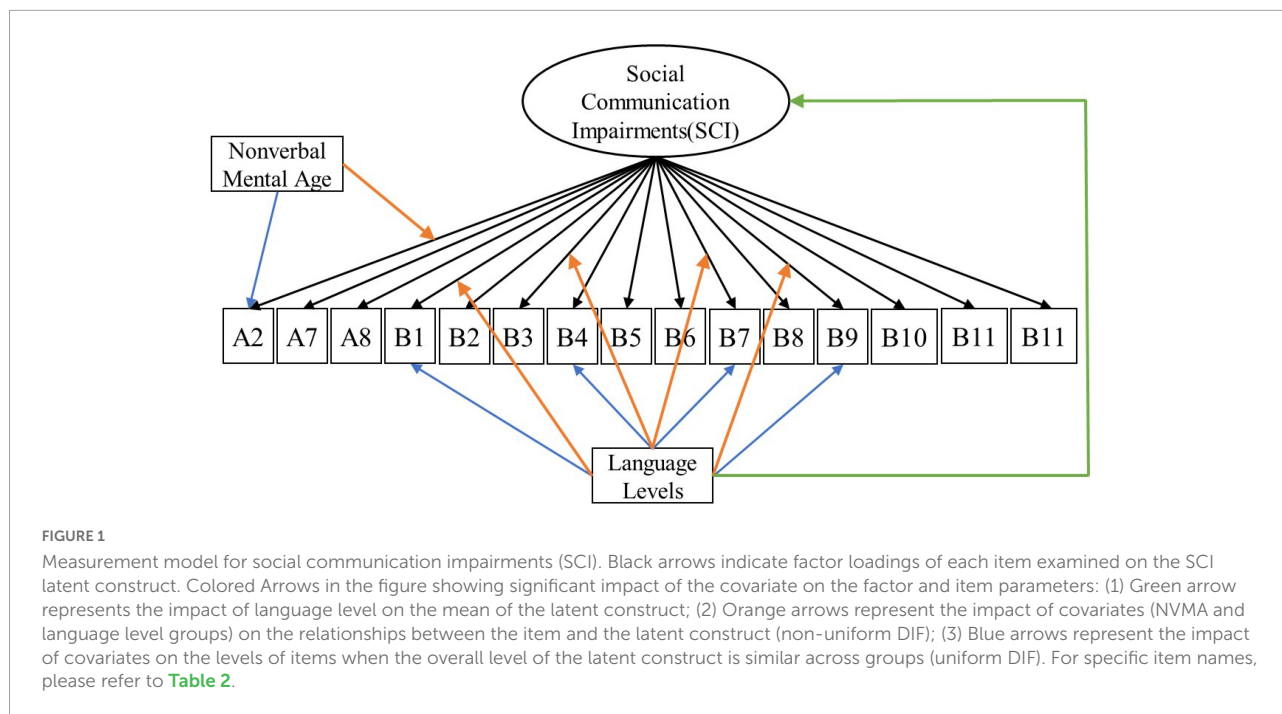 Social
Communication
Impairments(SCI)
Nonverbal
Mental Age
A2 A7 A8 B1 B2 B3 B4 B5 B6 B7 B8 B9 B10 B11 B11
Language
Levels
FIGURE 1
Measurement model for social communication impairments (SCI). Black arrows indicate factor loadings of each item examined on the SCI
latent construct. Colored Arrows in the figure showing significant impact of the covariate on the factor and item parameters: (1) Green arrow
represents the impact of language level on the mean of the latent construct; (2) Orange arrows represent the impact of covariates (NVMA and
language level groups) on the relationships between the item and the latent construct (non-uniform DIF); (3) Blue arrows represent the impact
of covariates on the levels of items when the overall level of the latent construct is similar across groups (uniform DIF). For specific item names,
please refer to Table 2.